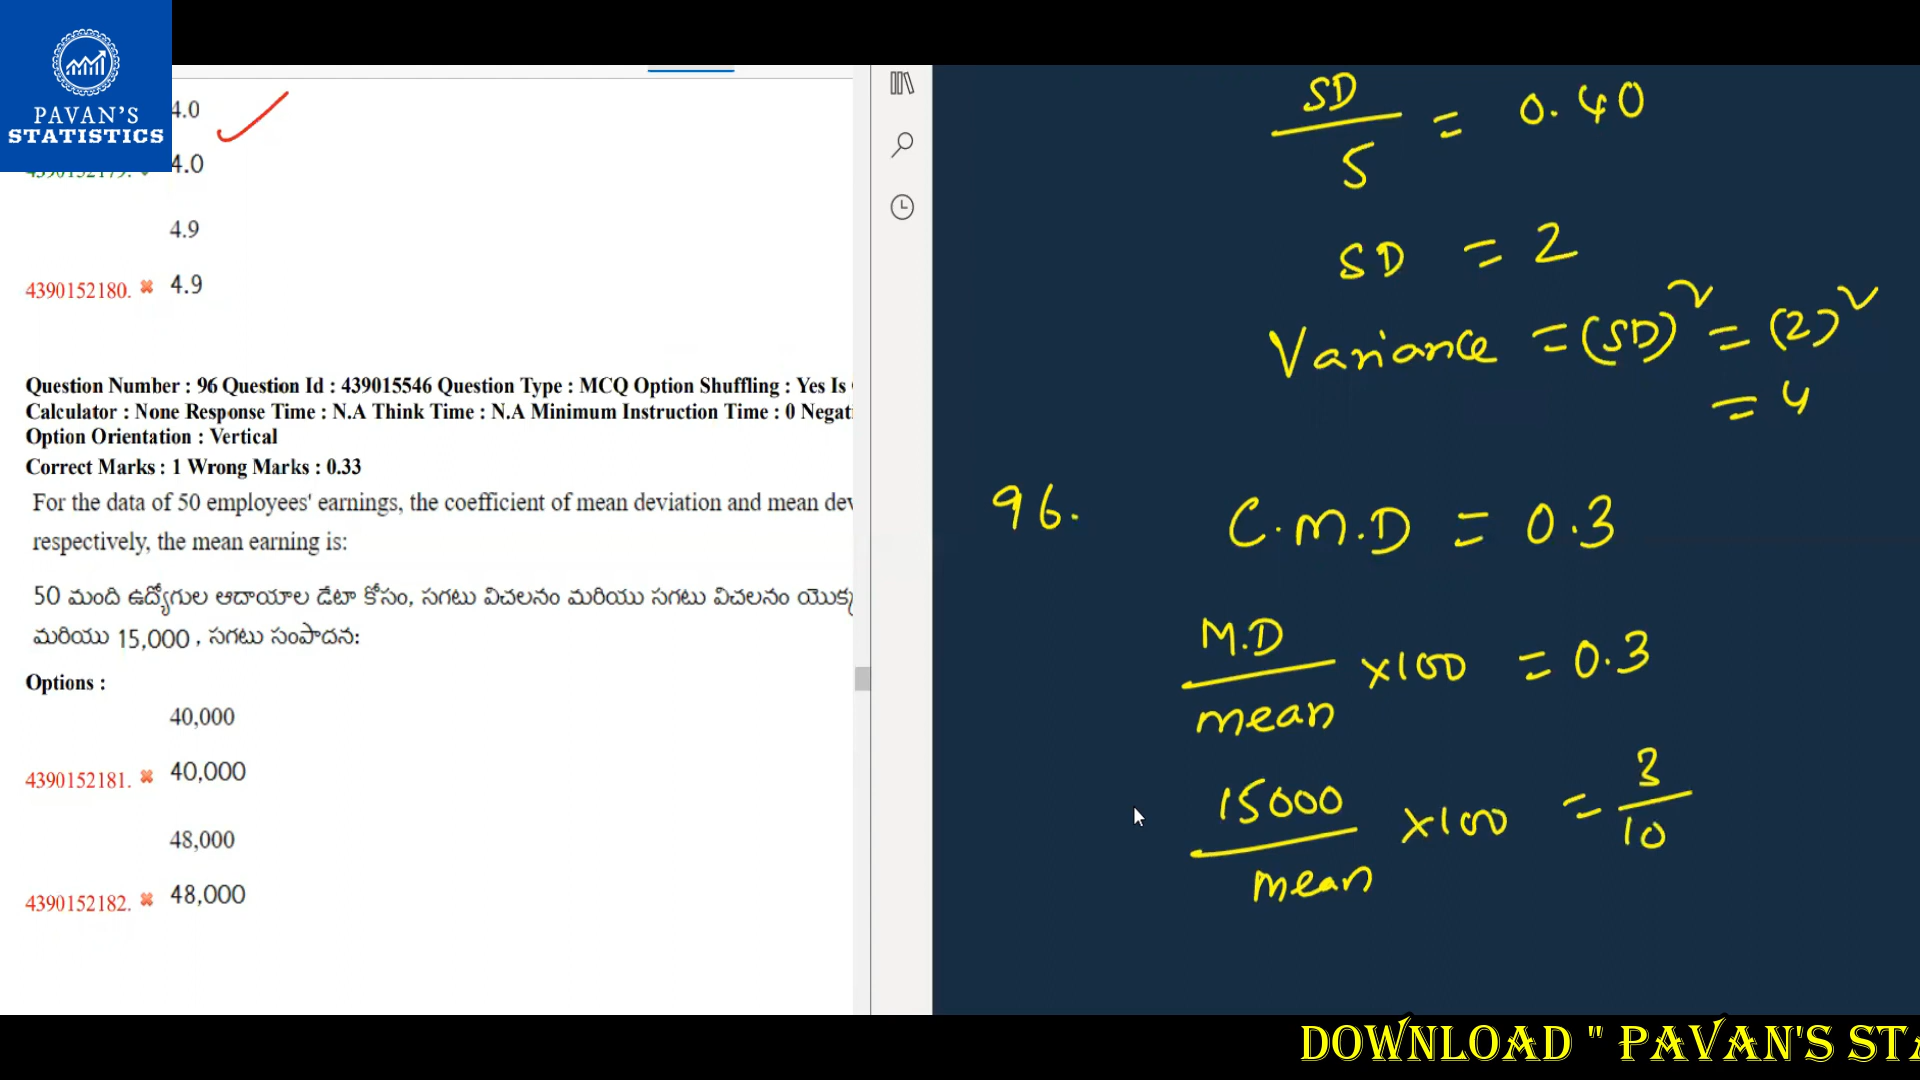 PAVAN'S
STATISTICS
4.0
4.0
4.9
4390152180. 4.9
Question Number : 96 Question Id : 439015546 Question Type : MCQ Option Shuffling : Yes Is
Calculator : None Response Time : N.A Think Time : N.A Minimum Instruction Time : 0 Negati
Option Orientation : Vertical
Correct Marks : 1 Wrong Marks : 0.33
For the data of 50 employees' earnings, the coefficient of mean deviation and mean dev
respectively, the mean earning is:
50 మంది ఉద్యోగుల ఆదాయాల డేటా కోసం, సగటు విచలనం మరియు సగటు విచలనం యొక్క
మరియు 15,000 , సగటు సంపాదన:
Options :
40,000
4390152181. 40,000
48,000
4390152182. 48,000
SD
5
= 0.40
SD = 2
Variance = (SD)² = (2)²
= 4
96. C.M.D = 0.3
M.D
mean
×100 = 0.3
15000
mean
×100 = 3
10
DOWNLOAD " PAVAN'S STA